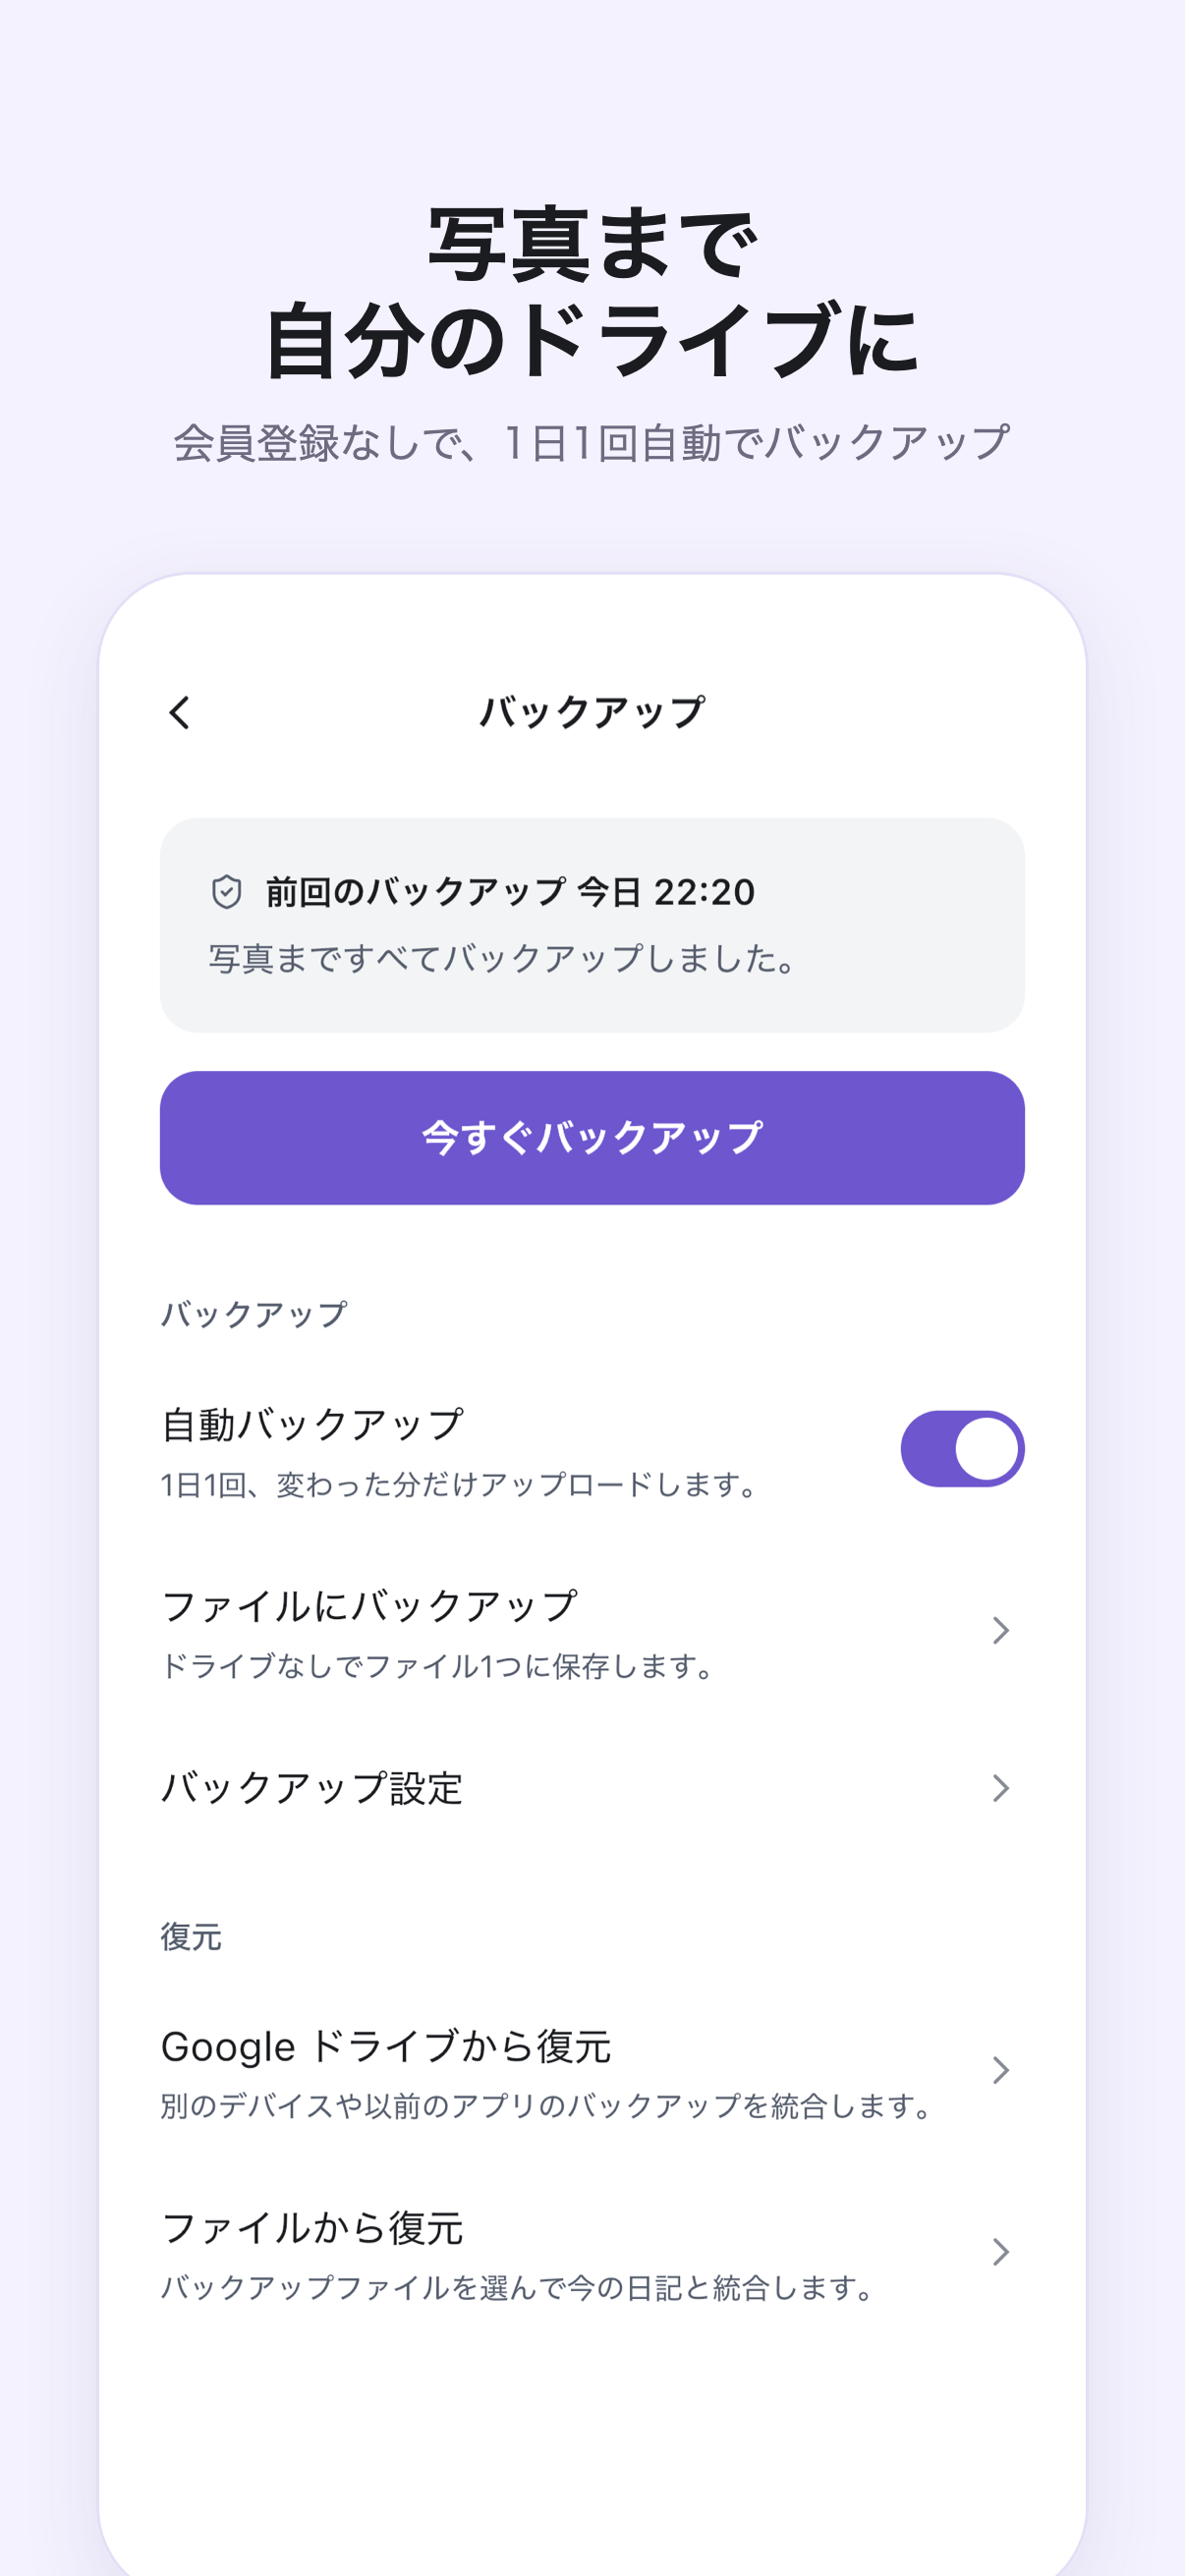 写真まで
自分のドライブに
会員登録なしで、1日1回自動でバックアップ
バックアップ
前回のバックアップ 今日 22:20
写真まですべてバックアップしました。
今すぐバックアップ
バックアップ
自動バックアップ
1日1回、変わった分だけアップロードします。
ファイルにバックアップ
ドライブなしでファイル1つに保存します。
バックアップ設定
復元
Google ドライブから復元
別のデバイスや以前のアプリのバックアップを統合します。
ファイルから復元
バックアップファイルを選んで今の日記と統合します。